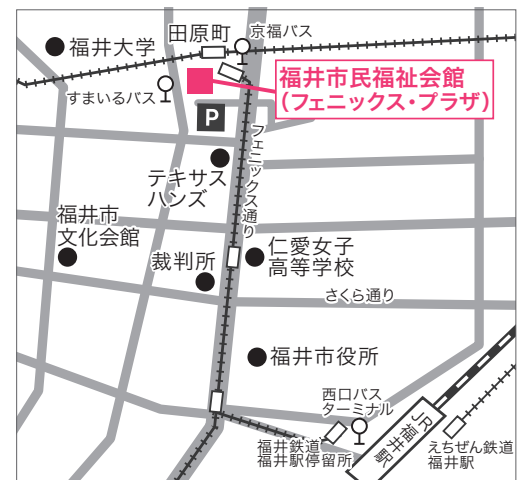 田原町
京福バス
福井大学
すまいるバス
福井市民福祉会館
（フェニックス・プラザ）
P
フェニックス通り
テキサス
ハンズ
福井市
文化会館
裁判所
仁愛女子
高等学校
さくら通り
福井市役所
西口バス
ターミナル
JR
福井駅
福井鉄道
福井駅停留所
えちぜん鉄道
福井駅